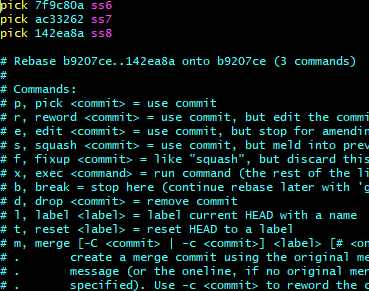 pick 7f9c80a ss6
pick ac33262 ss7
pick 142ea8a ss8
# Rebase b9207ce..142ea8a onto b9207ce (3 commands)
#
# Commands:
# p, pick <commit> = use commit
# r, reword <commit> = use commit, but edit the commi
# e, edit <commit> = use commit, but stop for amendin
# s, squash <commit> = use commit, but meld into prev
# f, fixup <commit> = like "squash", but discard this
# x, exec <command> = run command (the rest of the li
# b, break = stop here (continue rebase later with 'g
# d, drop <commit> = remove commit
# l, label <label> = label current HEAD with a name
# t, reset <label> = reset HEAD to a label
# m, merge [-C <commit> | -c <commit>] <label> [# <on
# .       create a merge commit using the original me
# .       message (or the oneline, if no original mer
# .       specified). Use -c <commit> to reword the c